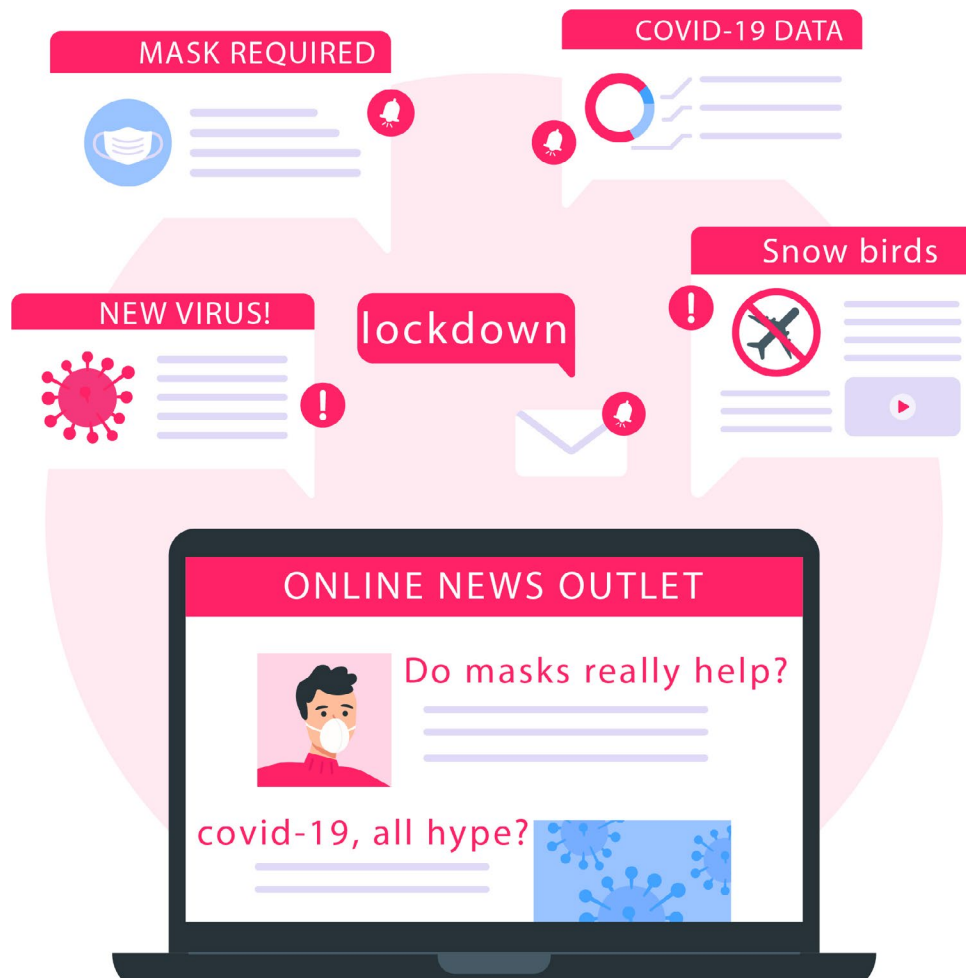 MASK REQUIRED
COVID-19 DATA
Snow birds
NEW VIRUS!
lockdown
ONLINE NEWS OUTLET
Do masks really help?
covid-19, all hype?